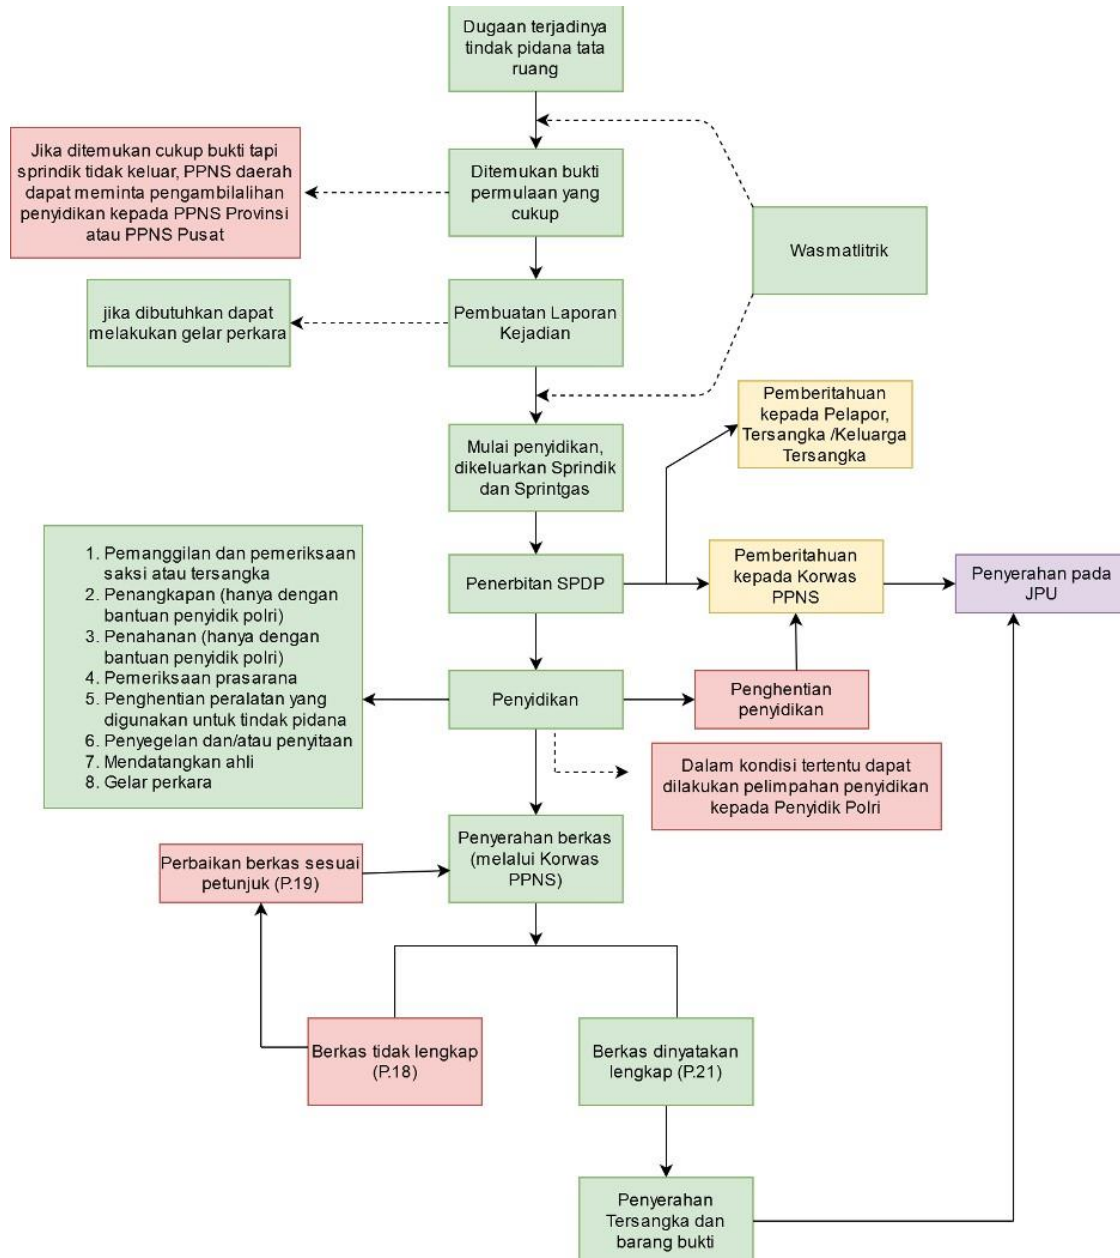 Dugaan terjadinya
tindak pidana tata
ruang
Jika ditemukan cukup bukti tapi
sprindik tidak keluar, PPNS daerah
dapat meminta pengambilalihan
penyidikan kepada PPNS Provinsi
atau PPNS Pusat
Ditemukan bukti
permulaan yang
cukup
Wasmatlitrik
jika dibutuhkan dapat
melakukan gelar perkara
Pembuatan Laporan
Kejadian
Pemberitahuan
kepada Pelapor,
Tersangka /Keluarga
Tersangka
Mulai penyidikan,
dikeluarkan Sprindik
dan Sprintgas
1. Pemanggilan dan pemeriksaan
saksi atau tersangka
2. Penangkapan (hanya dengan
bantuan penyidik polri)
3. Penahanan (hanya dengan
bantuan penyidik polri)
4. Pemeriksaan prasarana
5. Penghentian peralatan yang
digunakan untuk tindak pidana
6. Penyegelan dan/atau penyitaan
7. Mendatangkan ahli
8. Gelar perkara
Penerbitan SPDP
Pemberitahuan
kepada Korwas
PPNS
Penyerahan pada
JPU
Penyidikan
Penghentian
penyidikan
Dalam kondisi tertentu dapat
dilakukan pelimpahan penyidikan
kepada Penyidik Polri
Perbaikan berkas sesuai
petunjuk (P.19)
Penyerahan berkas
(melalui Korwas
PPNS)
Berkas tidak lengkap
(P.18)
Berkas dinyatakan
lengkap (P.21)
Penyerahan
Tersangka dan
barang bukti